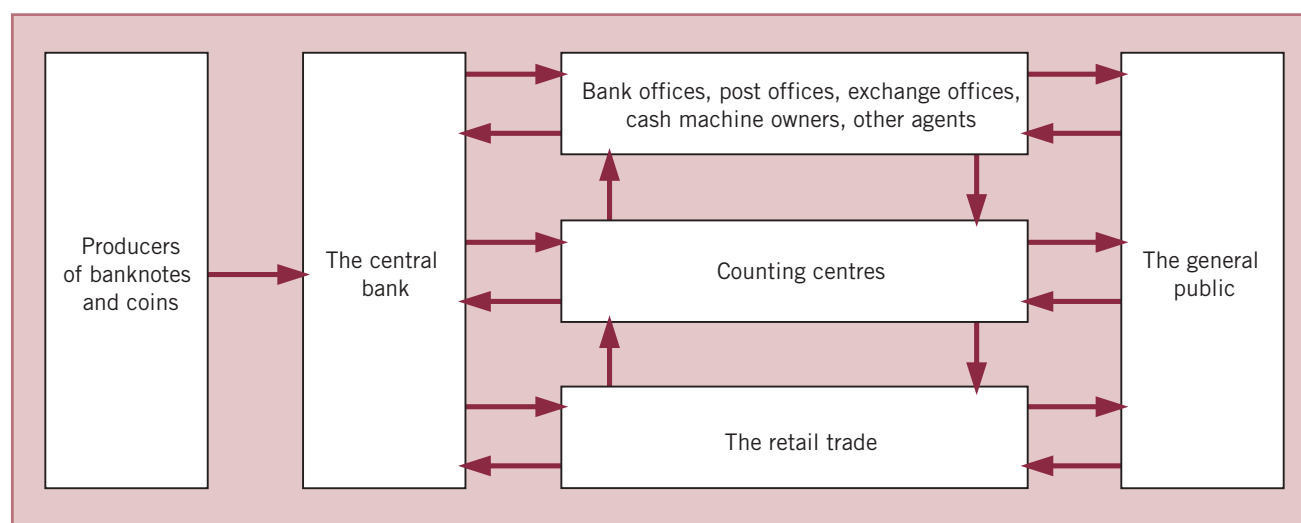 Producers
of banknotes
and coins
The central
bank
Bank offices, post offices, exchange offices,
cash machine owners, other agents
Counting centres
The retail trade
The general
public